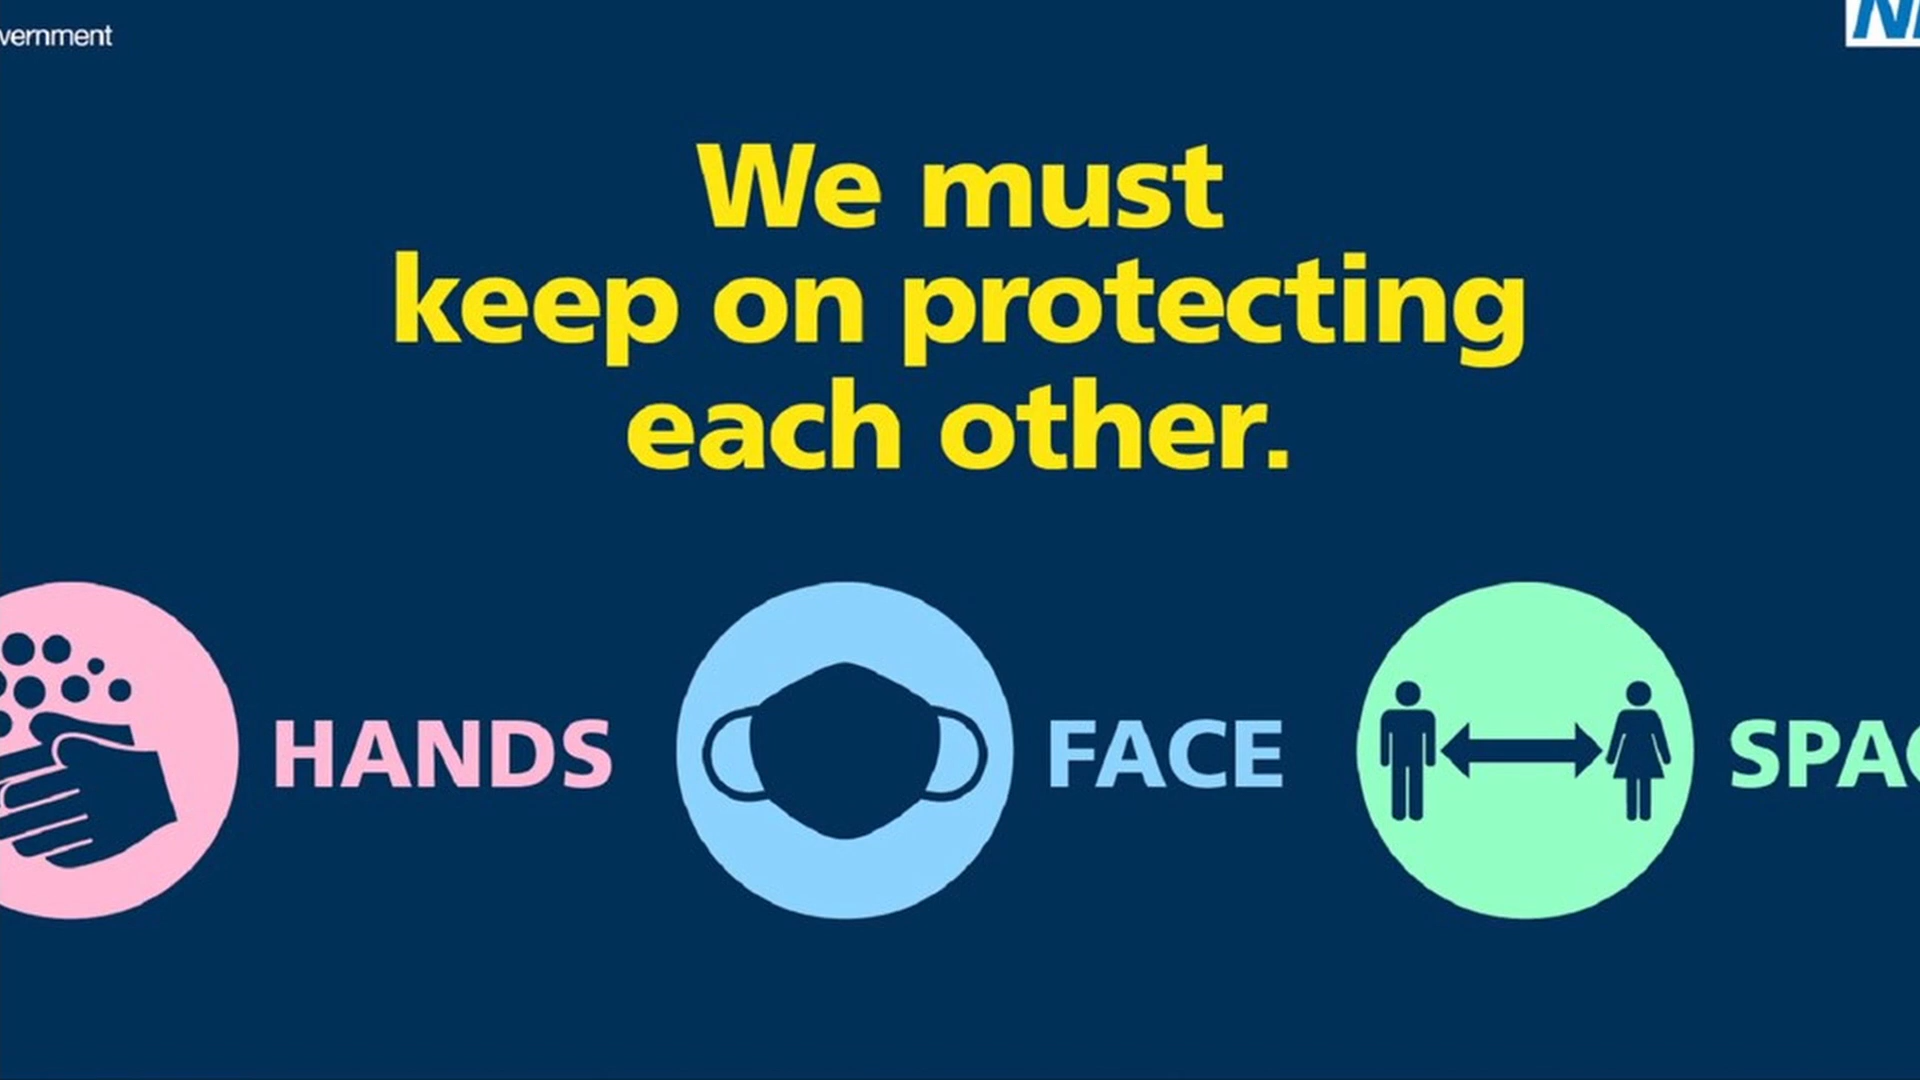 vernment
We must
keep on protecting
each other.
HANDS
FACE
SPAC